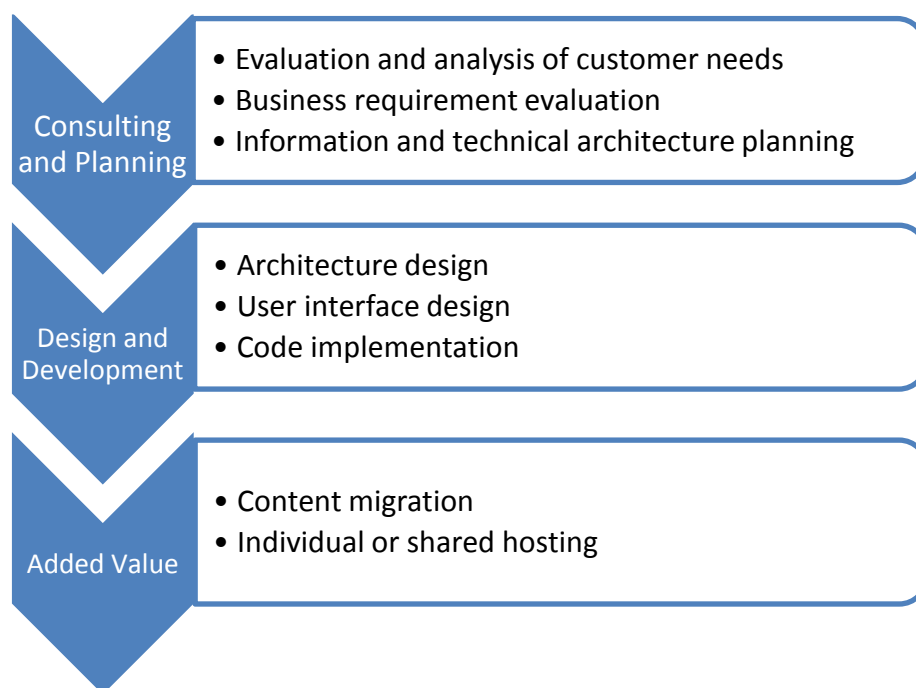 Consulting
and Planning
• Evaluation and analysis of customer needs
• Business requirement evaluation
• Information and technical architecture planning
Design and
Development
• Architecture design
• User interface design
• Code implementation
Added Value
• Content migration
• Individual or shared hosting